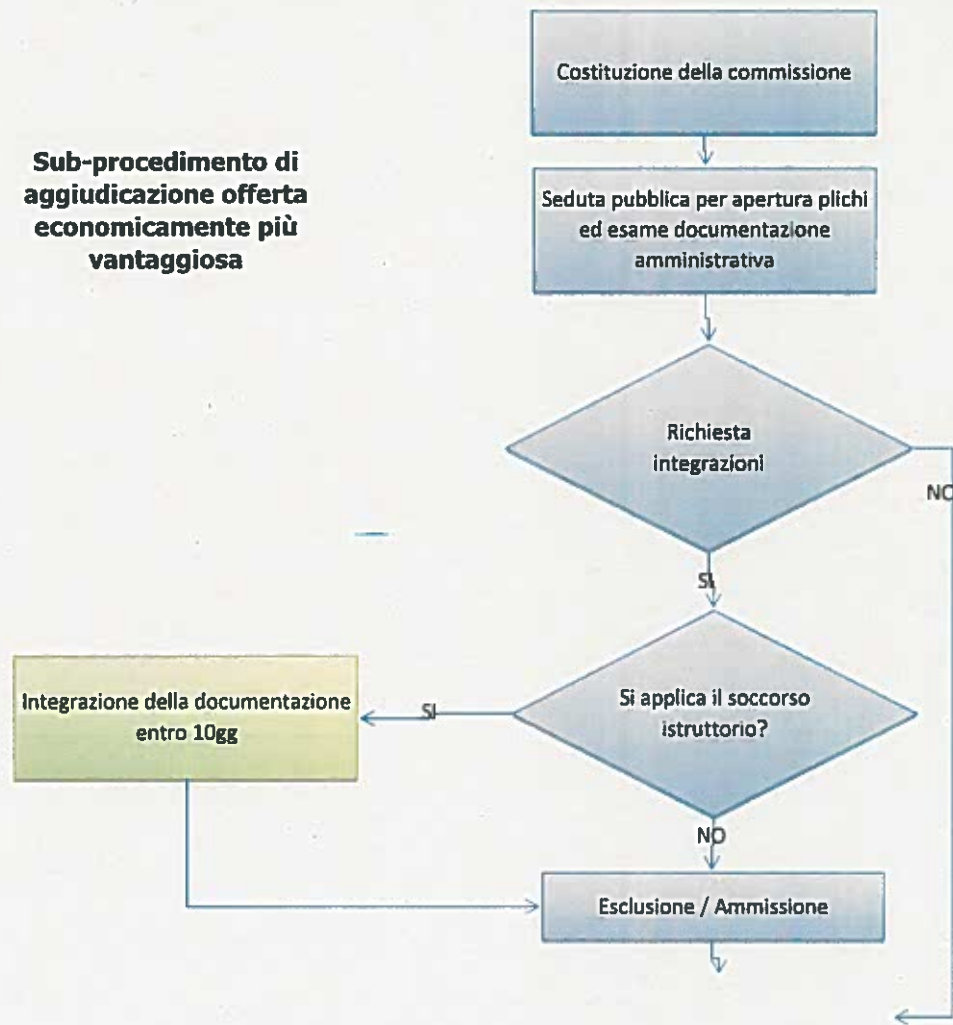 Sub-procedimento di
aggiudicazione offerta
economicamente più
vantaggiosa
Costituzione della commissione
Seduta pubblica per apertura plichi
ed esame documentazione
amministrativa
Richiesta
integrazioni
NO
SI
Si applica il soccorso
istruttorio?
SI
Integrazione della documentazione
entro 10gg
NO
Esclusione / Ammissione